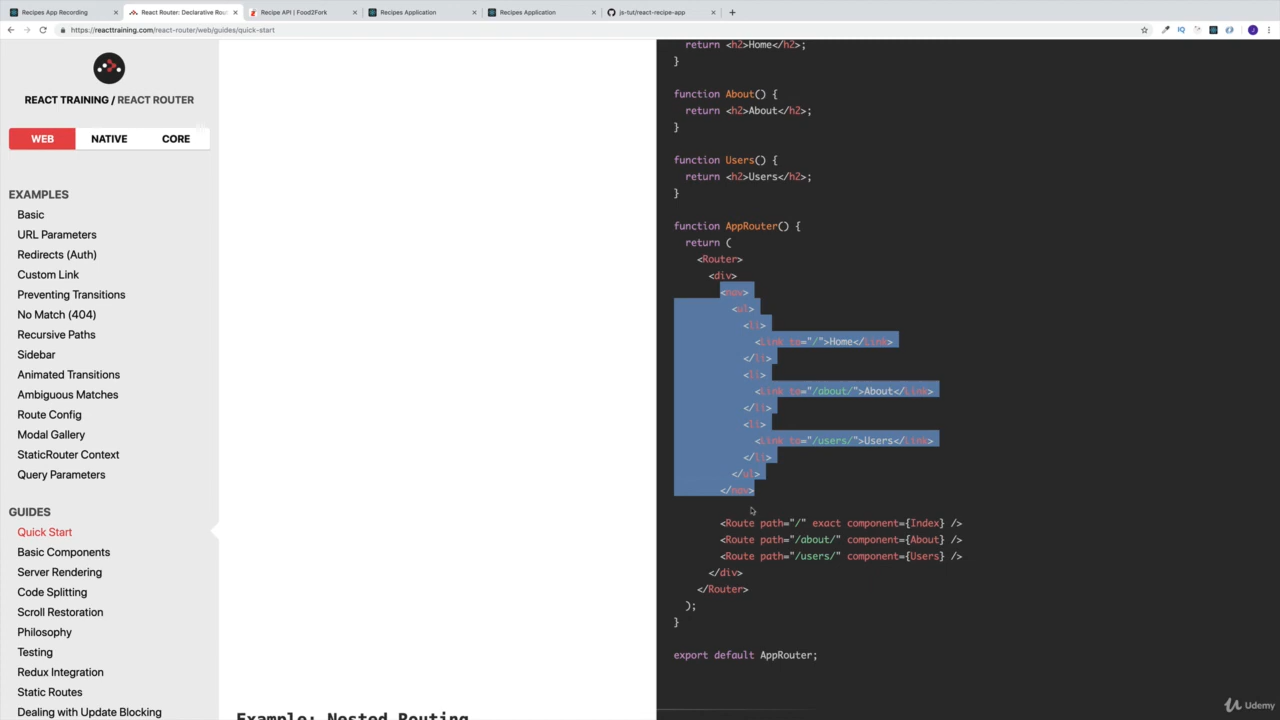 Recipes App Recording
React Router: Declarative Rou
Recipe API | Food2Fork
Recipes Application
Recipes Application
js-tut/react-recipe-app
https://reacttraining.com/react-router/web/guides/quick-start
REACT TRAINING / REACT ROUTER
WEB NATIVE CORE
EXAMPLES
Basic
URL Parameters
Redirects (Auth)
Custom Link
Preventing Transitions
No Match (404)
Recursive Paths
Sidebar
Animated Transitions
Ambiguous Matches
Route Config
Modal Gallery
StaticRouter Context
Query Parameters
GUIDES
Quick Start
Basic Components
Server Rendering
Code Splitting
Scroll Restoration
Philosophy
Testing
Redux Integration
Static Routes
Dealing with Update Blocking
Example: Nested Routing
return <h2>Home</h2>;
}
function About() {
return <h2>About</h2>;
}
function Users() {
return <h2>Users</h2>;
}
function AppRouter() {
return (
<Router>
<div>
<nav>
<ul>
<li>
<Link to="/">Home</Link>
</li>
<li>
<Link to="/about/">About</Link>
</li>
<li>
<Link to="/users/">Users</Link>
</li>
</ul>
</nav>
<Route path="/" exact component={Index} />
<Route path="/about/" component={About} />
<Route path="/users/" component={Users} />
</div>
</Router>
);
}
export default AppRouter;
Udemy